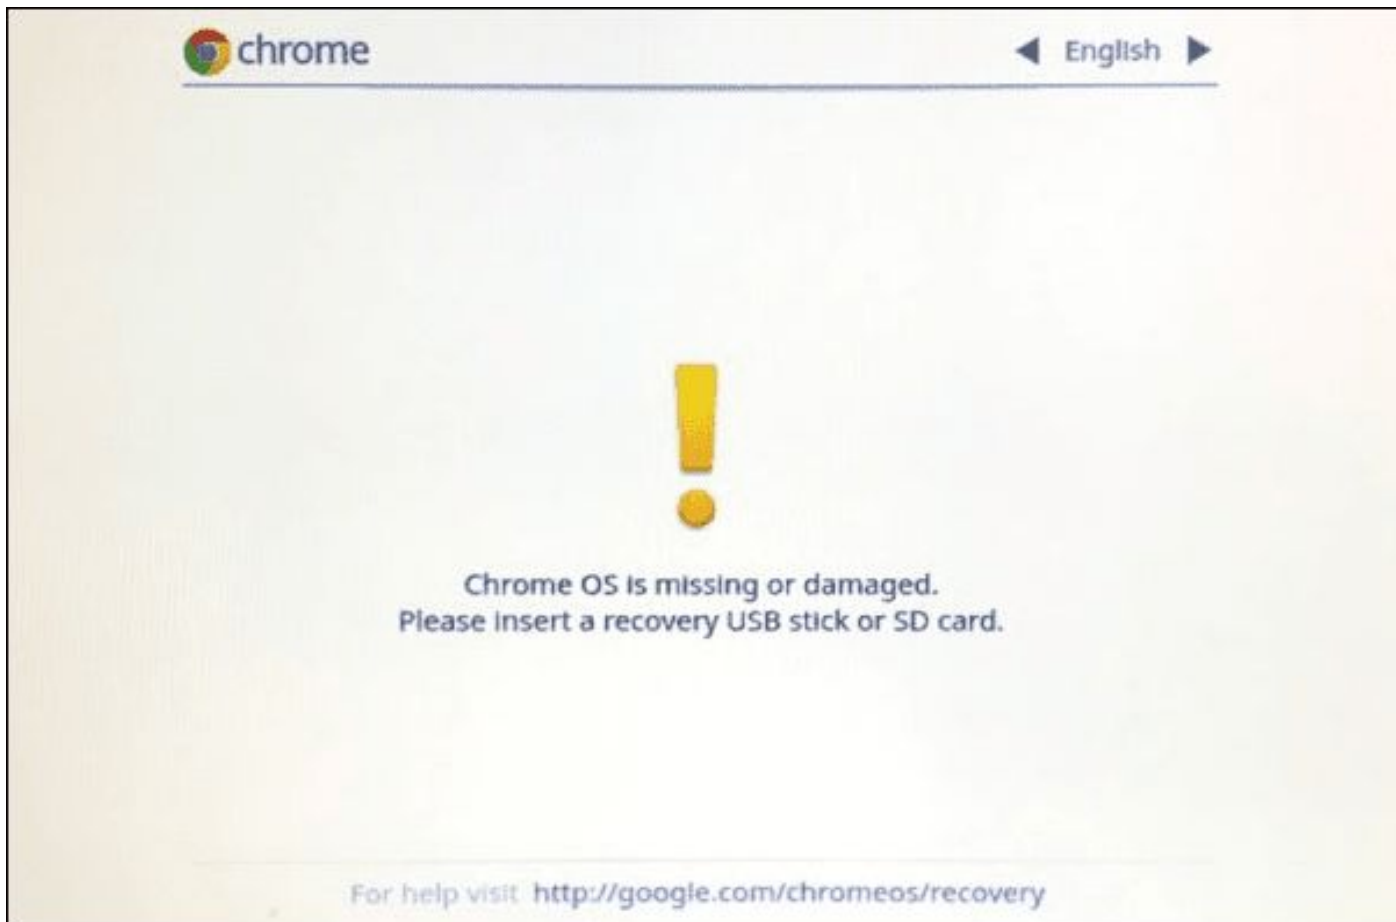 chrome
English
Chrome OS is missing or damaged.
Please insert a recovery USB stick or SD card.
For help visit http://google.com/chromeos/recovery